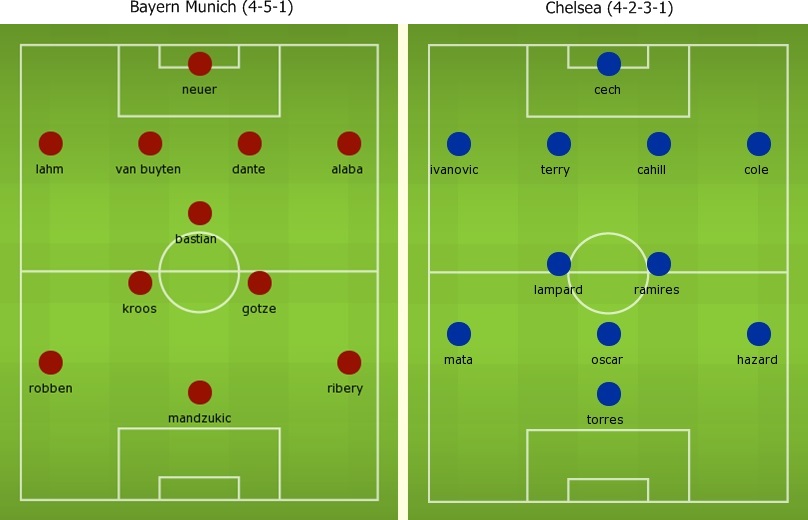 Bayern Munich (4-5-1)
neuer
lahm
van buyten
dante
alaba
bastian
kroos
gotze
robben
ribery
mandzukic
Chelsea (4-2-3-1)
cech
ivanovic
terry
cahill
cole
lampard
ramires
mata
oscar
hazard
torres